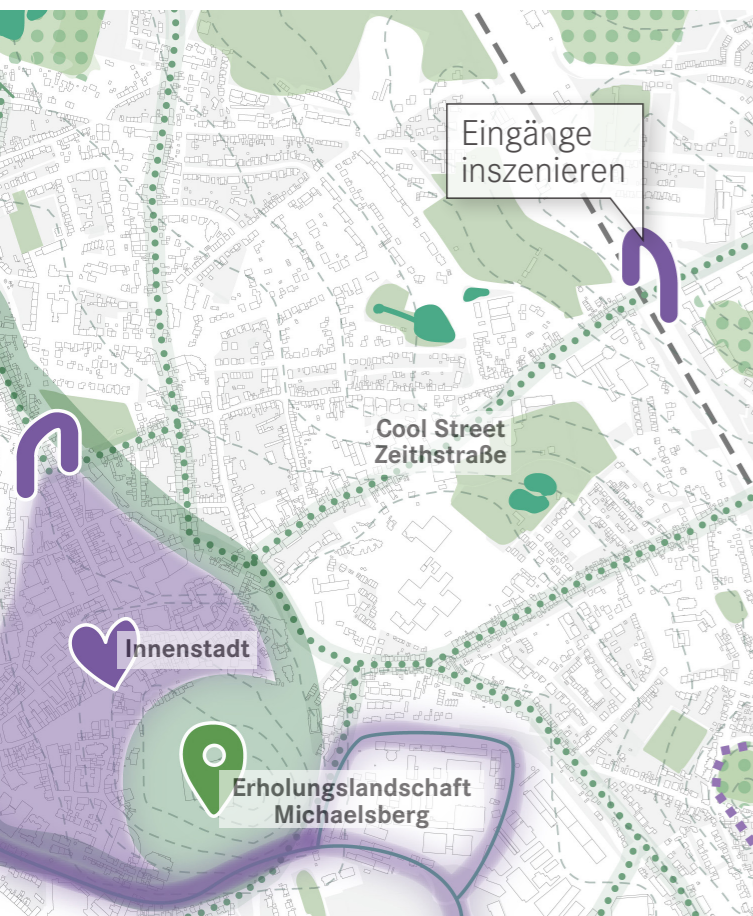 Eingänge
inszenieren
Cool Street
Zeithstraße
Innenstadt
Erholungslandschaft
Michaelsberg